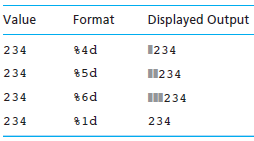 Value Format Displayed Output
234 %4d 234
234 %5d 234
234 %6d 234
234 %1d 234